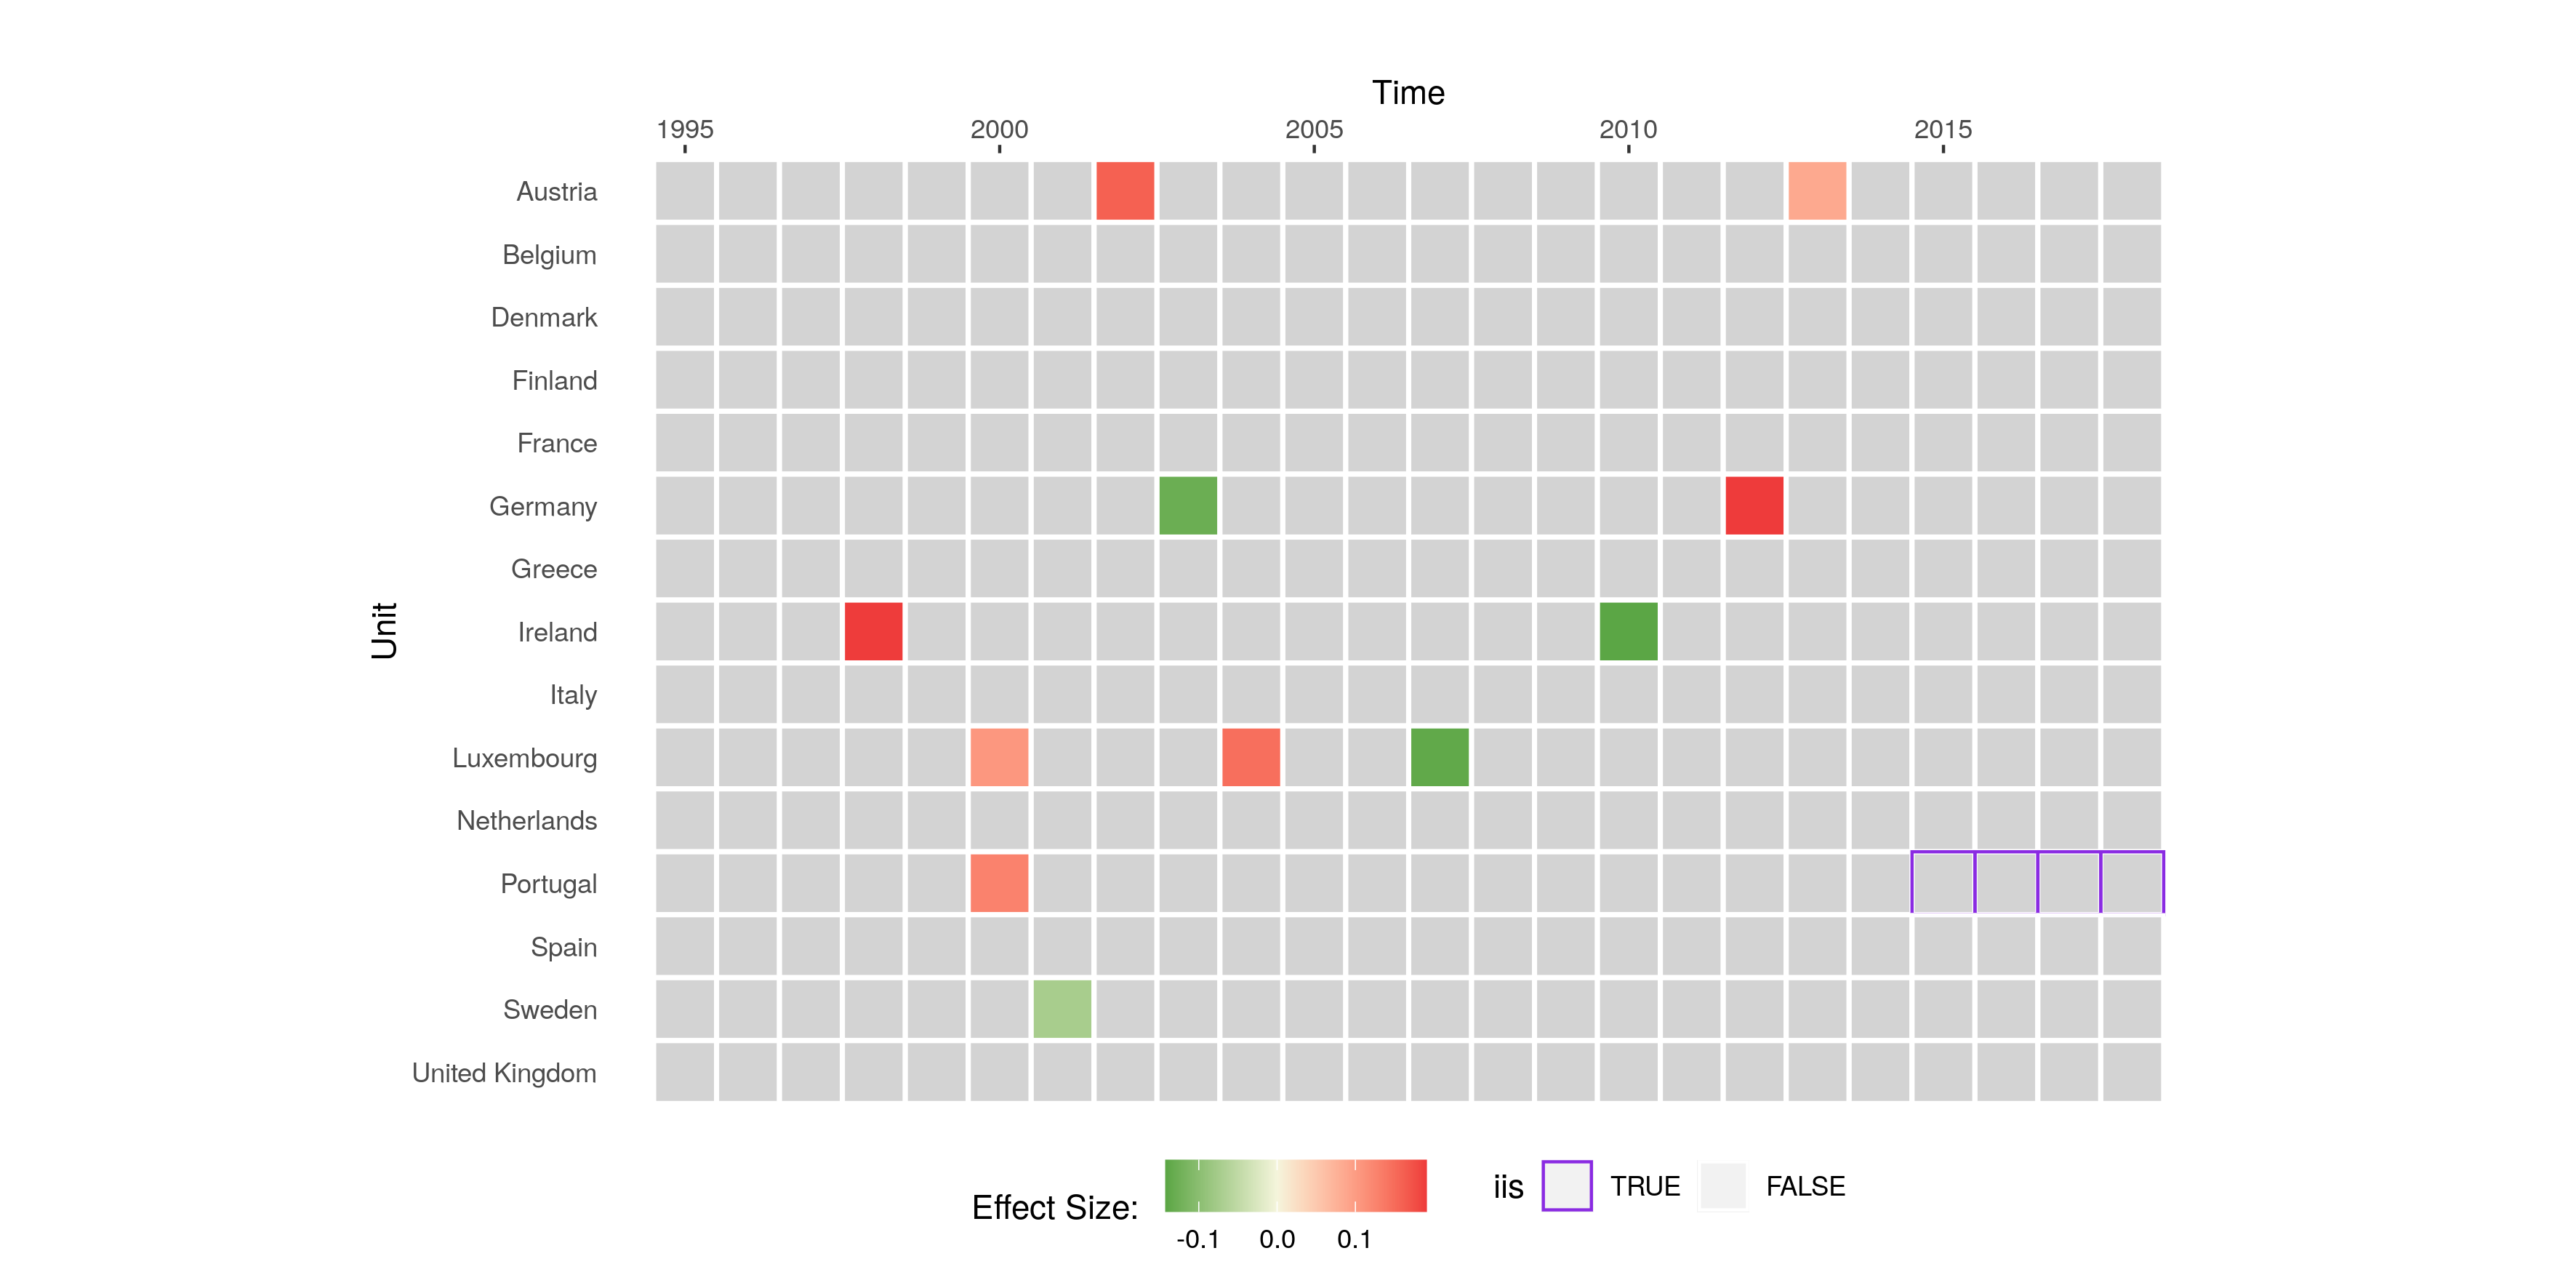 Time
1995 2000 2005 2010 2015
Austria
Belgium
Denmark
Finland
France
Germany
Greece
Unit
Ireland
Italy
Luxembourg
Netherlands
Portugal
Spain
Sweden
United Kingdom
Effect Size:
-0.1 0.0 0.1
iis TRUE FALSE